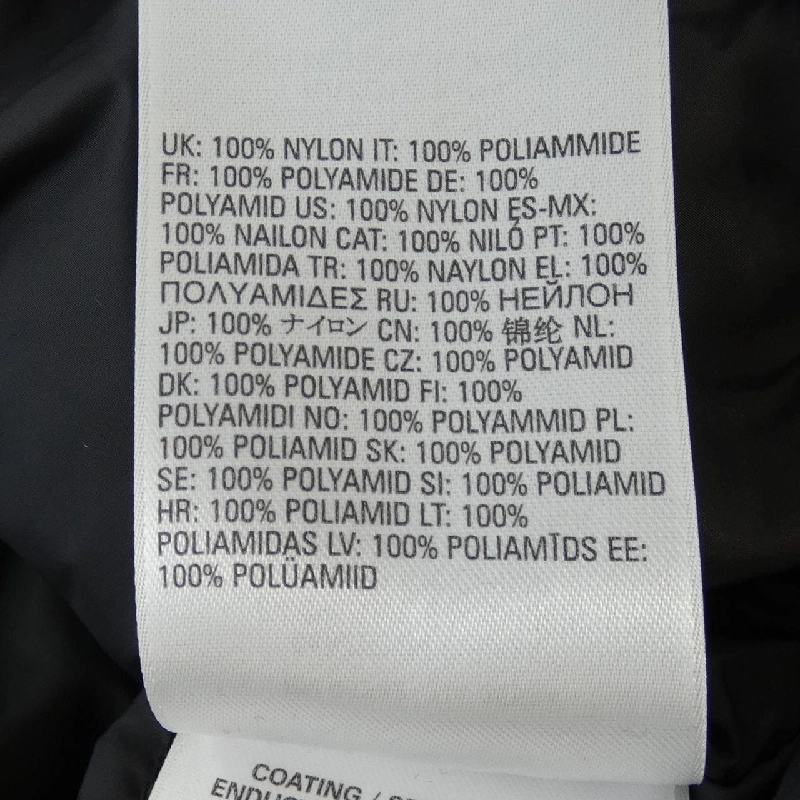 UK: 100% NYLON IT: 100% POLIAMMIDE
FR: 100% POLYAMIDE DE: 100%
POLYAMID US: 100% NYLON ES-MX:
100% NAILON CAT: 100% NILÓ PT: 100%
POLIAMIDA TR: 100% NAYLON EL: 100%
ΠΟΛΥΑΜΙΔΕΣ RU: 100% НЕЙЛОН
JP: 100% ナイロン CN: 100% 锦纶 NL:
100% POLYAMIDE CZ: 100% POLYAMID
DK: 100% POLYAMID FI: 100%
POLYAMIDI NO: 100% POLYAMMID PL:
100% POLIAMID SK: 100% POLYAMID
SE: 100% POLYAMID SI: 100% POLIAMID
HR: 100% POLIAMID LT: 100%
POLIAMIDAS LV: 100% POLIAMĪDS EE:
100% POLÜAMIID
COATING /